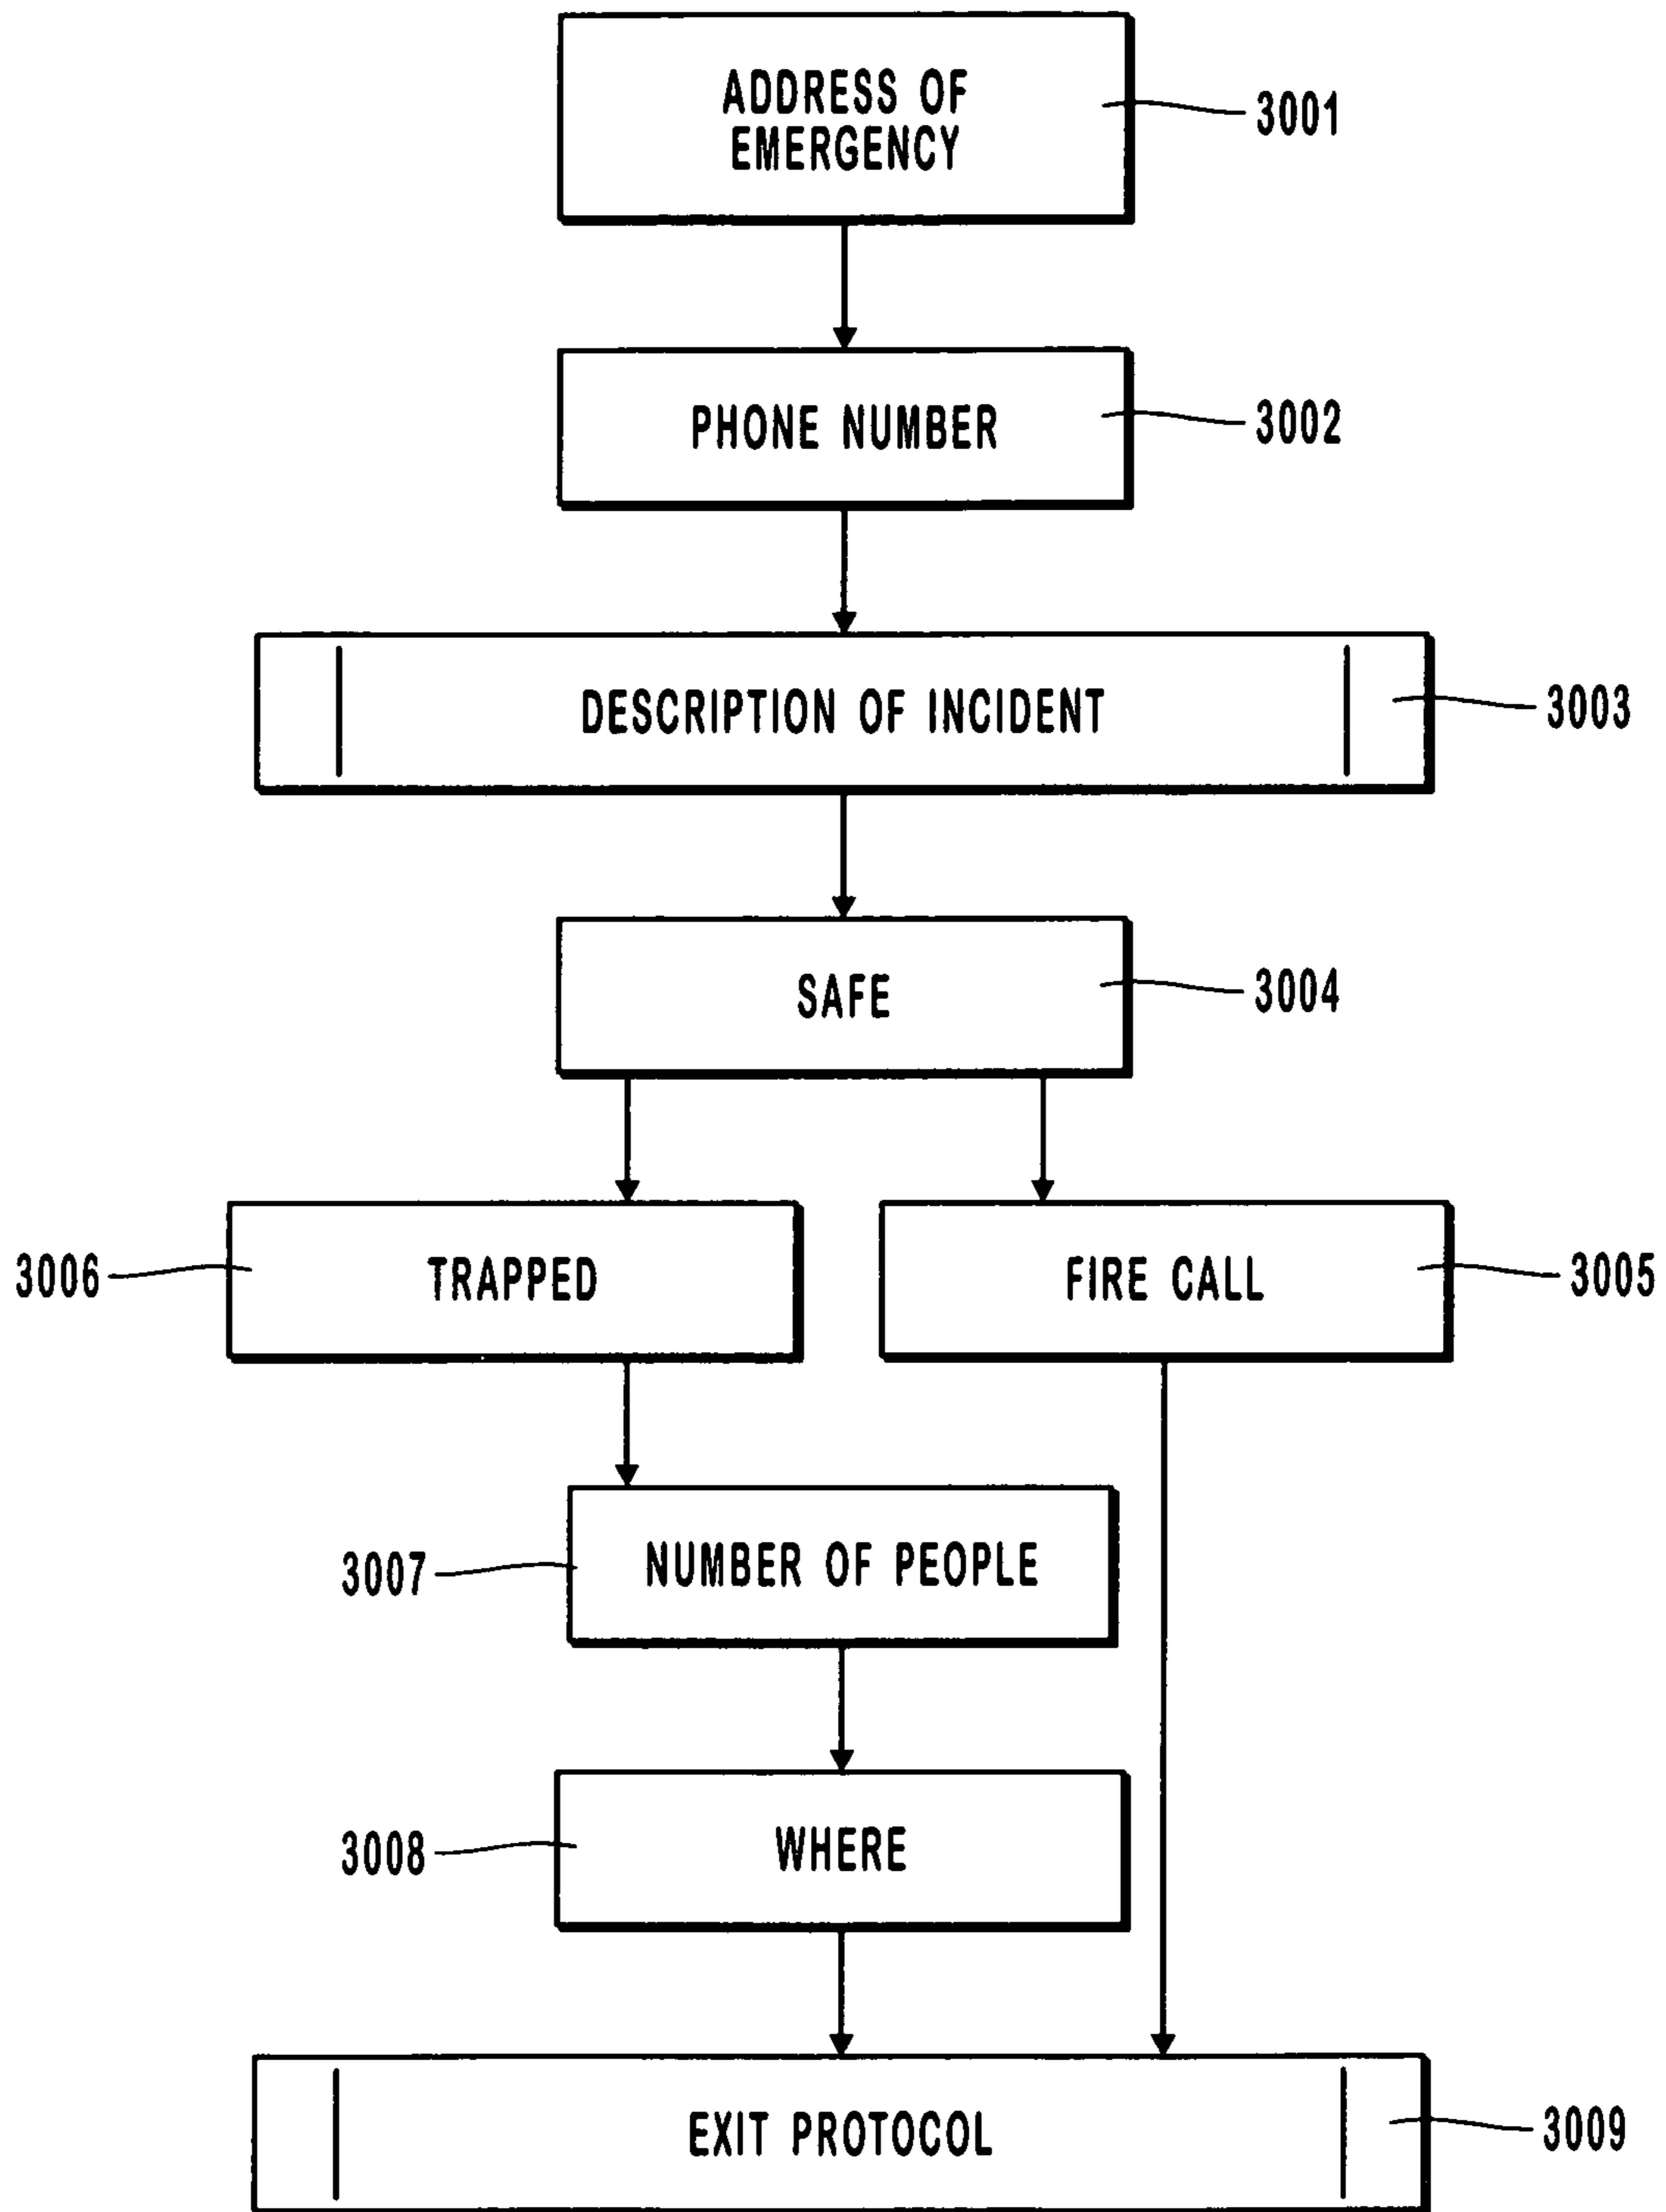 ADDRESS OF
EMERGENCY
3001
PHONE NUMBER
3002
DESCRIPTION OF INCIDENT
3003
SAFE
3004
3006
TRAPPED
FIRE CALL
3005
3007
NUMBER OF PEOPLE
3008
WHERE
EXIT PROTOCOL
3009